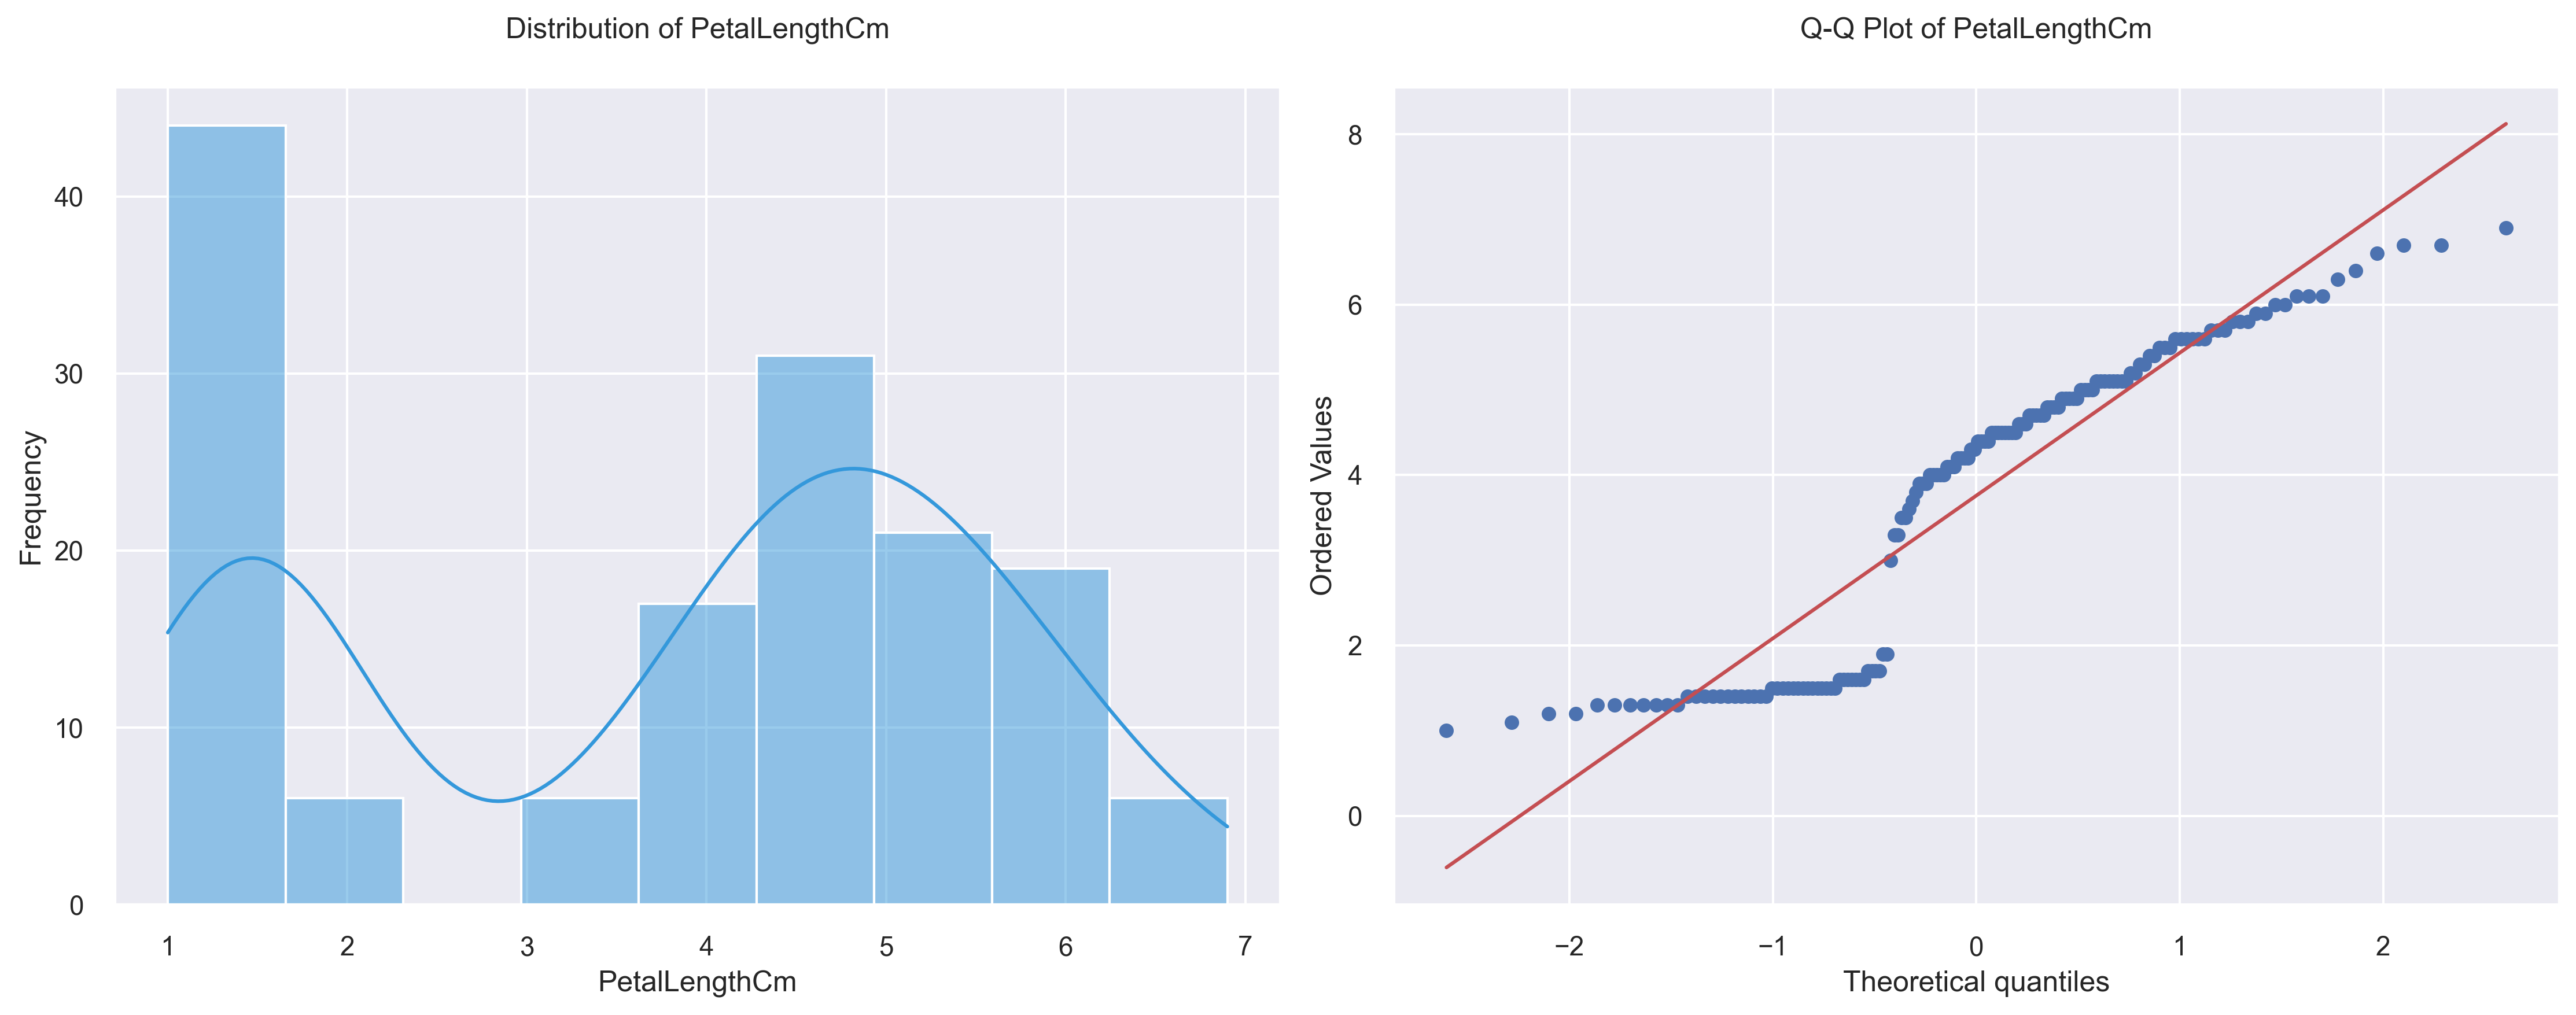 Distribution of PetalLengthCm
Frequency
40
30
20
10
0
1 2 3 4 5 6 7
PetalLengthCm
Q-Q Plot of PetalLengthCm
Ordered Values
8
6
4
2
0
−2 −1 0 1 2
Theoretical quantiles